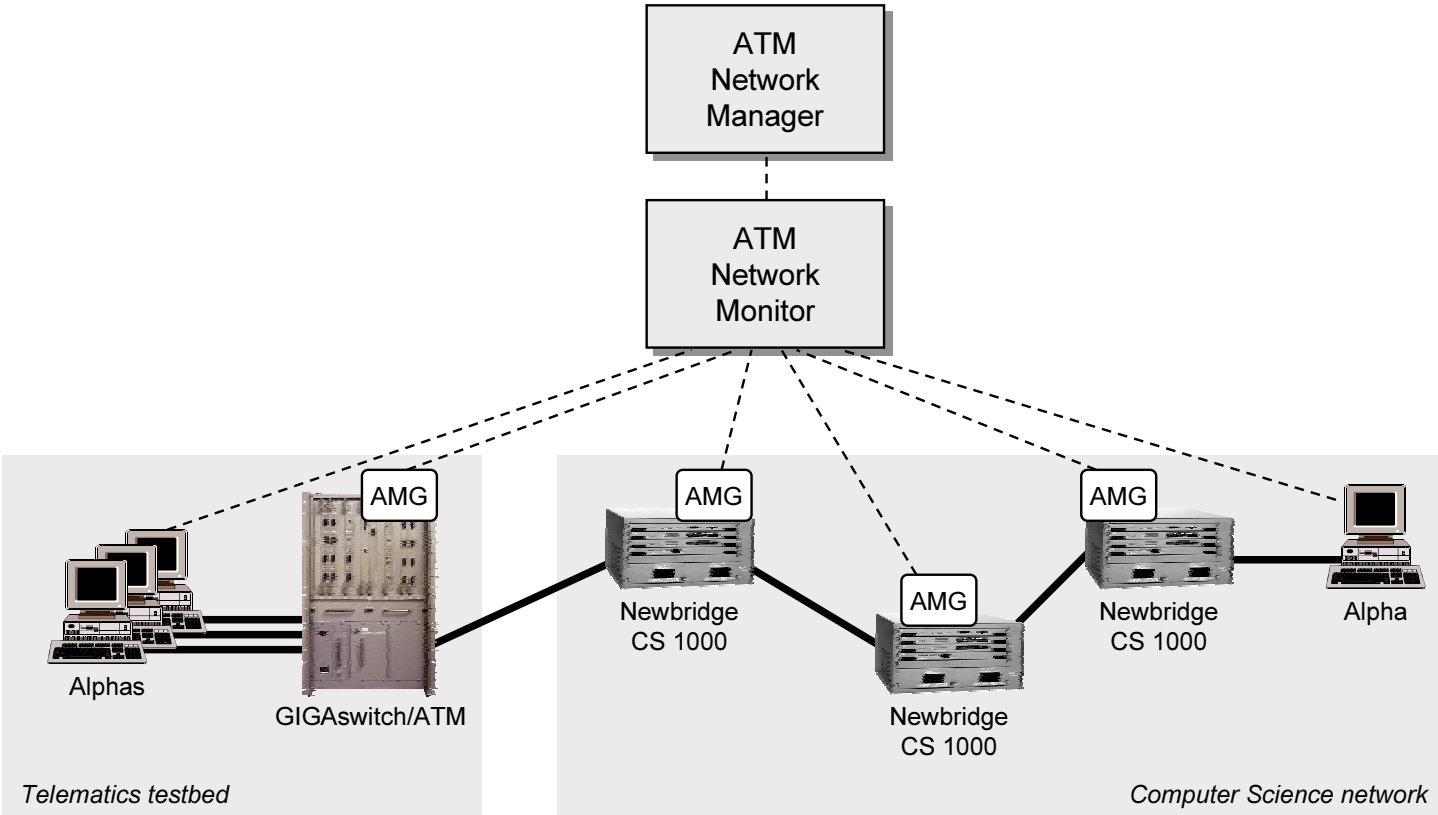 ATM
Network
Manager
ATM
Network
Monitor
AMG
AMG
AMG
AMG
Alphas
GIGAswitch/ATM
Newbridge
CS 1000
Newbridge
CS 1000
Newbridge
CS 1000
Alpha
Telematics testbed
Computer Science network